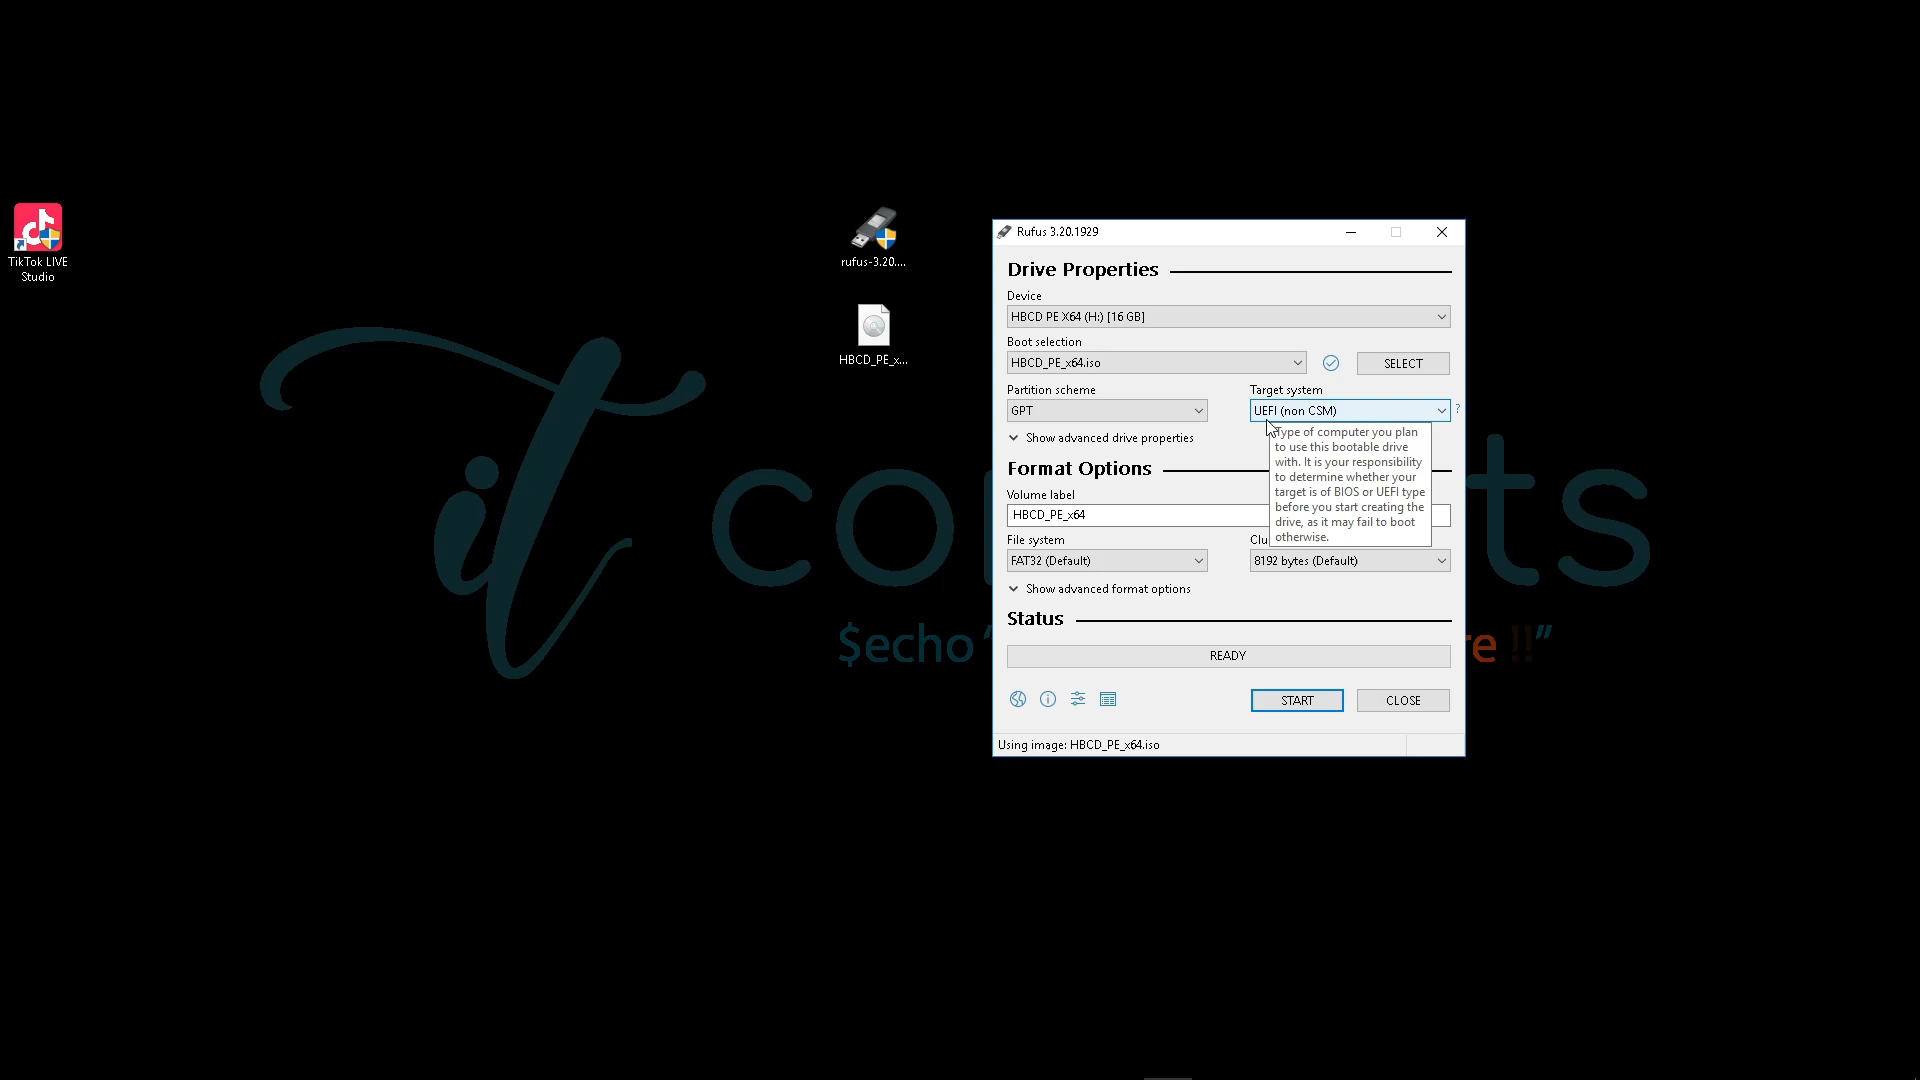 TikTok LIVE
Studio
rufus-3.20....
HBCD_PE_x...
it con
ts
$echo “
re !!”
Rufus 3.20.1929
Drive Properties
Device
HBCD PE X64 (H:) [16 GB]
Boot selection
HBCD_PE_x64.iso
SELECT
Partition scheme
Target system
GPT
UEFI (non CSM)
?
Show advanced drive properties
Type of computer you plan
to use this bootable drive
with. It is your responsibility
to determine whether your
target is of BIOS or UEFI type
before you start creating the
drive, as it may fail to boot
otherwise.
Format Options
Volume label
HBCD_PE_x64
File system
Clu
FAT32 (Default)
8192 bytes (Default)
Show advanced format options
Status
READY
START
CLOSE
Using image: HBCD_PE_x64.iso